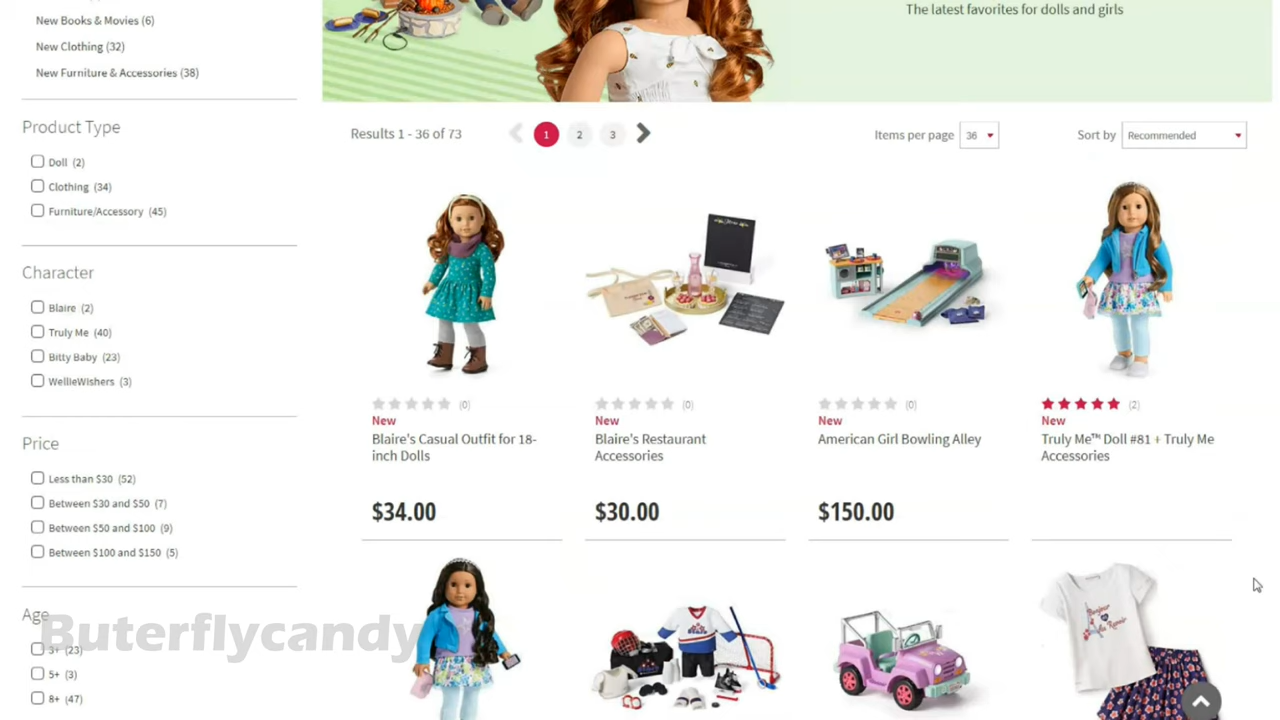 New Books & Movies (6)
New Clothing (32)
New Furniture & Accessories (38)
The latest favorites for dolls and girls
Product Type
Doll (2)
Clothing (34)
Furniture/Accessory (45)
Character
Blaire (2)
Truly Me (40)
Bitty Baby (23)
WellieWishers (3)
Price
Less than $30 (52)
Between $30 and $50 (7)
Between $50 and $100 (9)
Between $100 and $150 (5)
Age
3+ (23)
5+ (3)
8+ (47)
Buterflycandy
Results 1 - 36 of 73
1 2 3
Items per page 36
Sort by Recommended
(0)
New
Blaire's Casual Outfit for 18-
inch Dolls
$34.00
(0)
New
Blaire's Restaurant
Accessories
$30.00
(0)
New
American Girl Bowling Alley
$150.00
(2)
New
Truly Me™ Doll #81 + Truly Me
Accessories
Bonjour